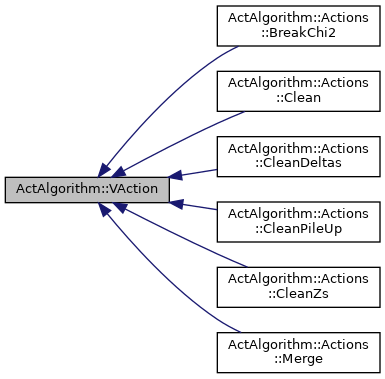 ActAlgorithm::Actions
::BreakChi2
ActAlgorithm::Actions
::Clean
ActAlgorithm::Actions
::CleanDeltas
ActAlgorithm::VAction
ActAlgorithm::Actions
::CleanPileUp
ActAlgorithm::Actions
::CleanZs
ActAlgorithm::Actions
::Merge